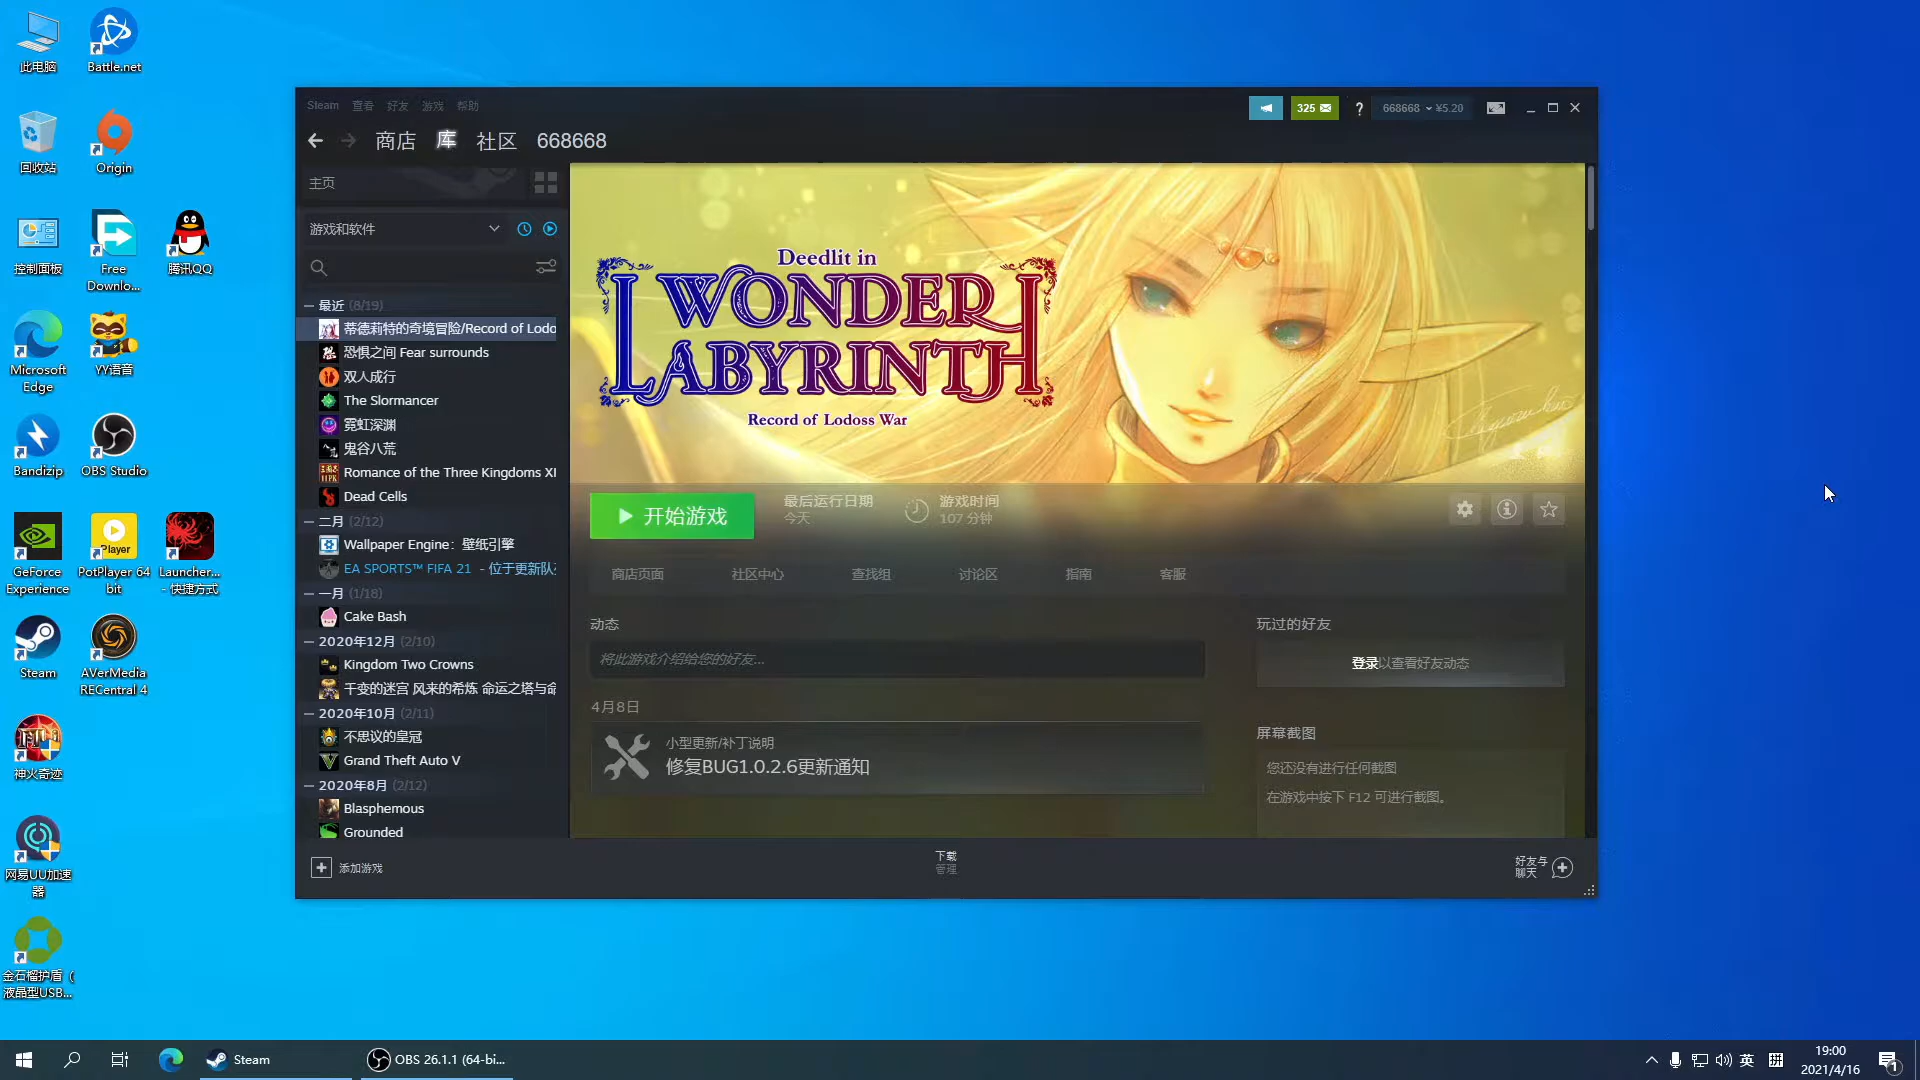 此电脑
Battle.net
回收站
Origin
控制面板
Free Downlo...
腾讯QQ
Microsoft Edge
YY语音
Bandizip
OBS Studio
GeForce Experience
PotPlayer 64 bit
Launcher... - 快捷方式
Steam
AVerMedia RECentral 4
神火奇迹
网易UU加速器
金石榴护盾（液晶型USB...
Steam 查看 好友 游戏 帮助
325
?
668668 ¥5.20
商店 库 社区 668668
主页
游戏和软件
最近 (8/19)
蒂德莉特的奇境冒险/Record of Lodo
恐惧之间 Fear surrounds
双人成行
The Slormancer
霓虹深渊
鬼谷八荒
Romance of the Three Kingdoms XI
Dead Cells
二月 (2/12)
Wallpaper Engine：壁纸引擎
EA SPORTS™ FIFA 21 - 位于更新队
一月 (1/18)
Cake Bash
2020年12月 (2/10)
Kingdom Two Crowns
千变的迷宫 风来的希炼 命运之塔与命
2020年10月 (2/11)
不思议的皇冠
Grand Theft Auto V
2020年8月 (2/12)
Blasphemous
Grounded
添加游戏
Deedlit in
WONDER
LABYRINTH
Record of Lodoss War
开始游戏
最后运行日期
今天
游戏时间
107 分钟
商店页面 社区中心 查找组 讨论区 指南 客服
动态
将此游戏介绍给您的好友...
4月8日
小型更新/补丁说明
修复BUG1.0.2.6更新通知
玩过的好友
登录以查看好友动态
屏幕截图
您还没有进行任何截图
在游戏中按下 F12 可进行截图。
下载
管理
好友与
聊天
Steam
OBS 26.1.1 (64-bi...
英
拼
19:00
2021/4/16
1